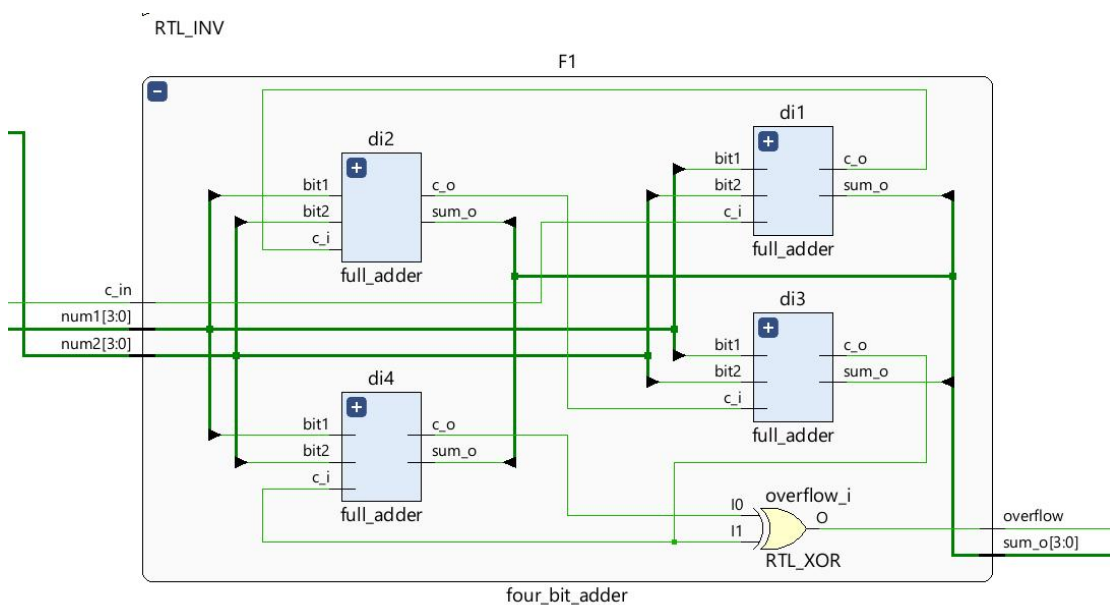 RTL_INV
F1
di1
di2
bit1
c_o
bit2
sum_o
c_i
full_adder
bit1
c_o
bit2
sum_o
c_i
full_adder
c_in
num1[3:0]
num2[3:0]
di3
bit1
c_o
bit2
sum_o
c_i
full_adder
di4
bit1
c_o
bit2
sum_o
c_i
full_adder
overflow_i
I0
O
I1
RTL_XOR
overflow
sum_o[3:0]
four_bit_adder